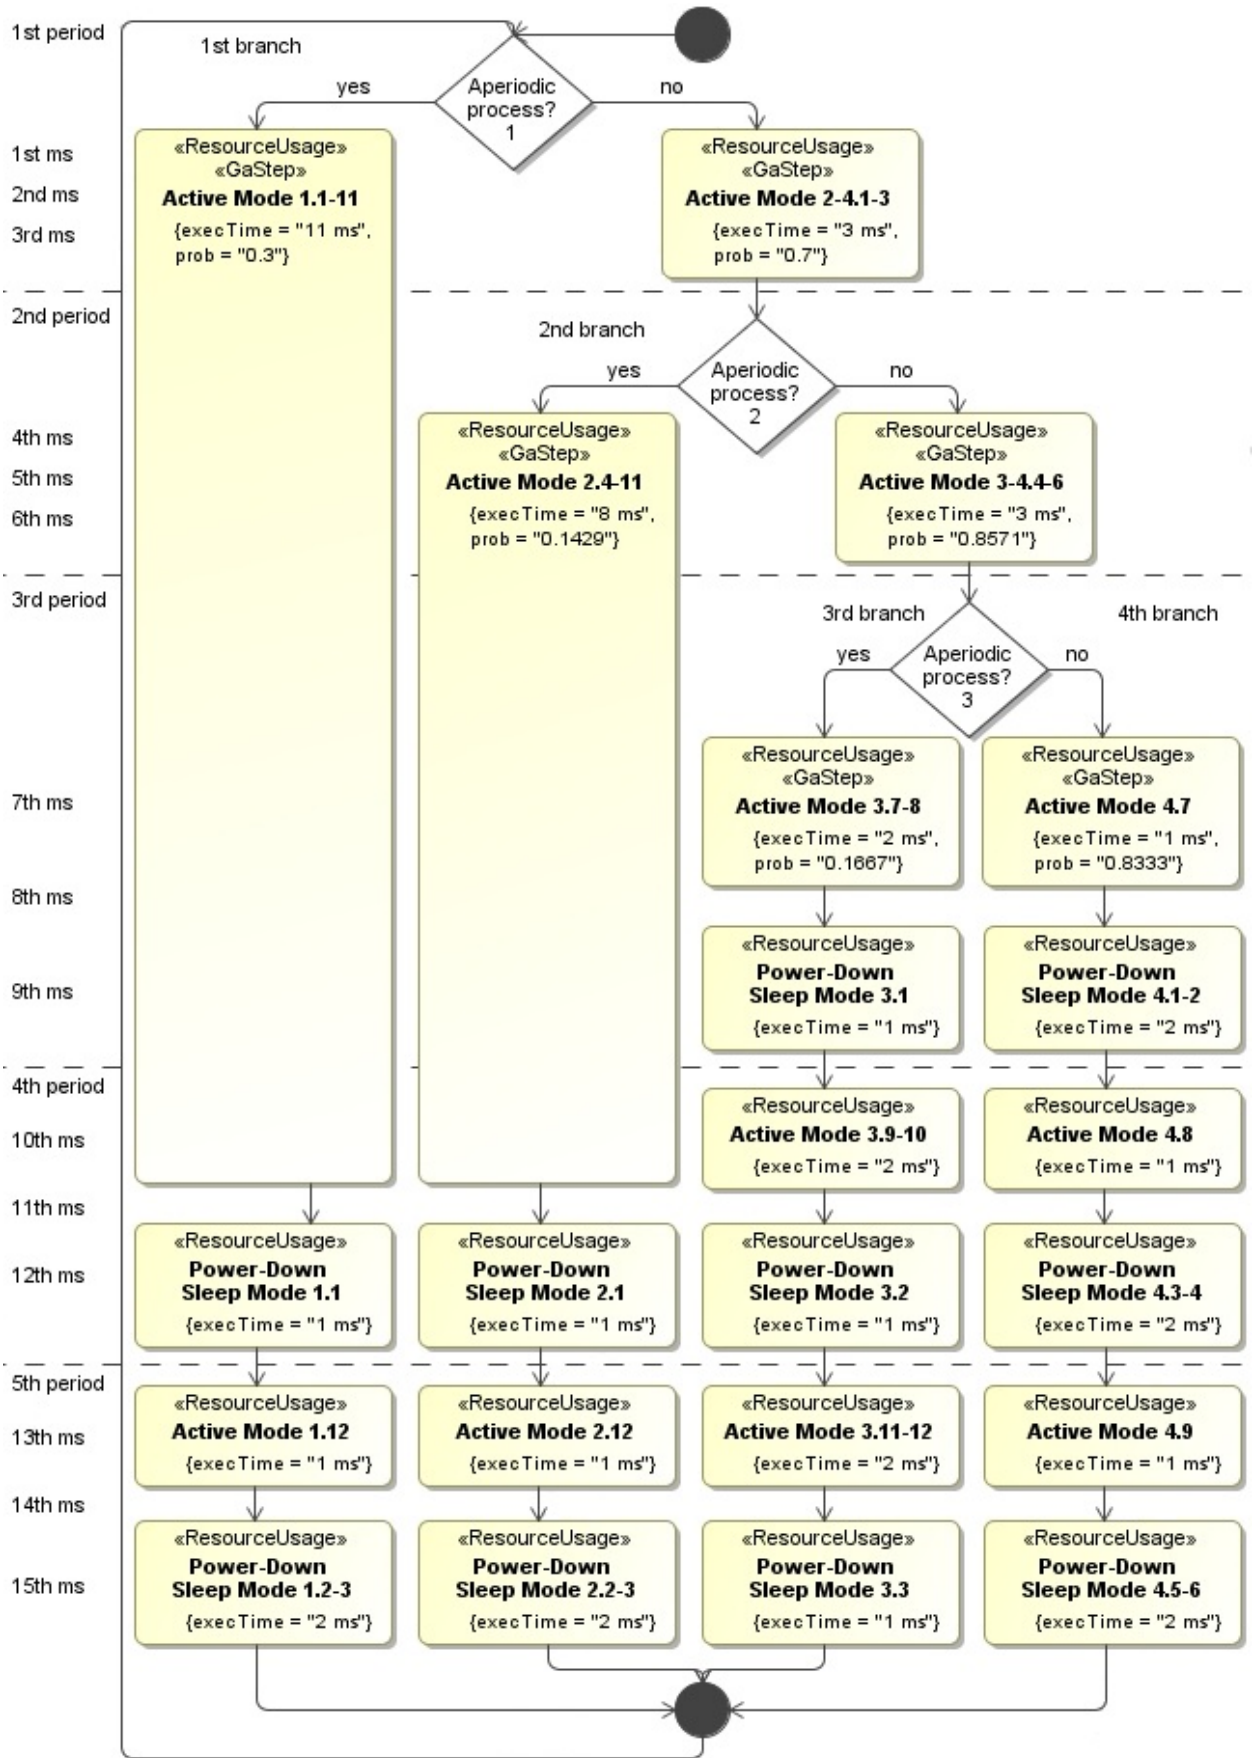 1st period
1st branch
Aperiodic
process?
1
yes
no
1st ms
2nd ms
3rd ms
«ResourceUsage»
«GaStep»
Active Mode 1.1-11
{execTime = "11 ms",
prob = "0.3"}
«ResourceUsage»
«GaStep»
Active Mode 2-4.1-3
{execTime = "3 ms",
prob = "0.7"}
2nd period
2nd branch
Aperiodic
process?
2
yes
no
4th ms
5th ms
6th ms
«ResourceUsage»
«GaStep»
Active Mode 2.4-11
{execTime = "8 ms",
prob = "0.1429"}
«ResourceUsage»
«GaStep»
Active Mode 3-4.4-6
{execTime = "3 ms",
prob = "0.8571"}
3rd period
3rd branch
4th branch
Aperiodic
process?
3
yes
no
7th ms
8th ms
9th ms
«ResourceUsage»
«GaStep»
Active Mode 3.7-8
{execTime = "2 ms",
prob = "0.1667"}
«ResourceUsage»
«GaStep»
Active Mode 4.7
{execTime = "1 ms",
prob = "0.8333"}
«ResourceUsage»
Power-Down
Sleep Mode 3.1
{execTime = "1 ms"}
«ResourceUsage»
Power-Down
Sleep Mode 4.1-2
{execTime = "2 ms"}
4th period
10th ms
11th ms
12th ms
«ResourceUsage»
Active Mode 3.9-10
{execTime = "2 ms"}
«ResourceUsage»
Active Mode 4.8
{execTime = "1 ms"}
«ResourceUsage»
Power-Down
Sleep Mode 1.1
{execTime = "1 ms"}
«ResourceUsage»
Power-Down
Sleep Mode 2.1
{execTime = "1 ms"}
«ResourceUsage»
Power-Down
Sleep Mode 3.2
{execTime = "1 ms"}
«ResourceUsage»
Power-Down
Sleep Mode 4.3-4
{execTime = "2 ms"}
5th period
13th ms
14th ms
15th ms
«ResourceUsage»
Active Mode 1.12
{execTime = "1 ms"}
«ResourceUsage»
Active Mode 2.12
{execTime = "1 ms"}
«ResourceUsage»
Active Mode 3.11-12
{execTime = "2 ms"}
«ResourceUsage»
Active Mode 4.9
{execTime = "1 ms"}
«ResourceUsage»
Power-Down
Sleep Mode 1.2-3
{execTime = "2 ms"}
«ResourceUsage»
Power-Down
Sleep Mode 2.2-3
{execTime = "2 ms"}
«ResourceUsage»
Power-Down
Sleep Mode 3.3
{execTime = "1 ms"}
«ResourceUsage»
Power-Down
Sleep Mode 4.5-6
{execTime = "2 ms"}